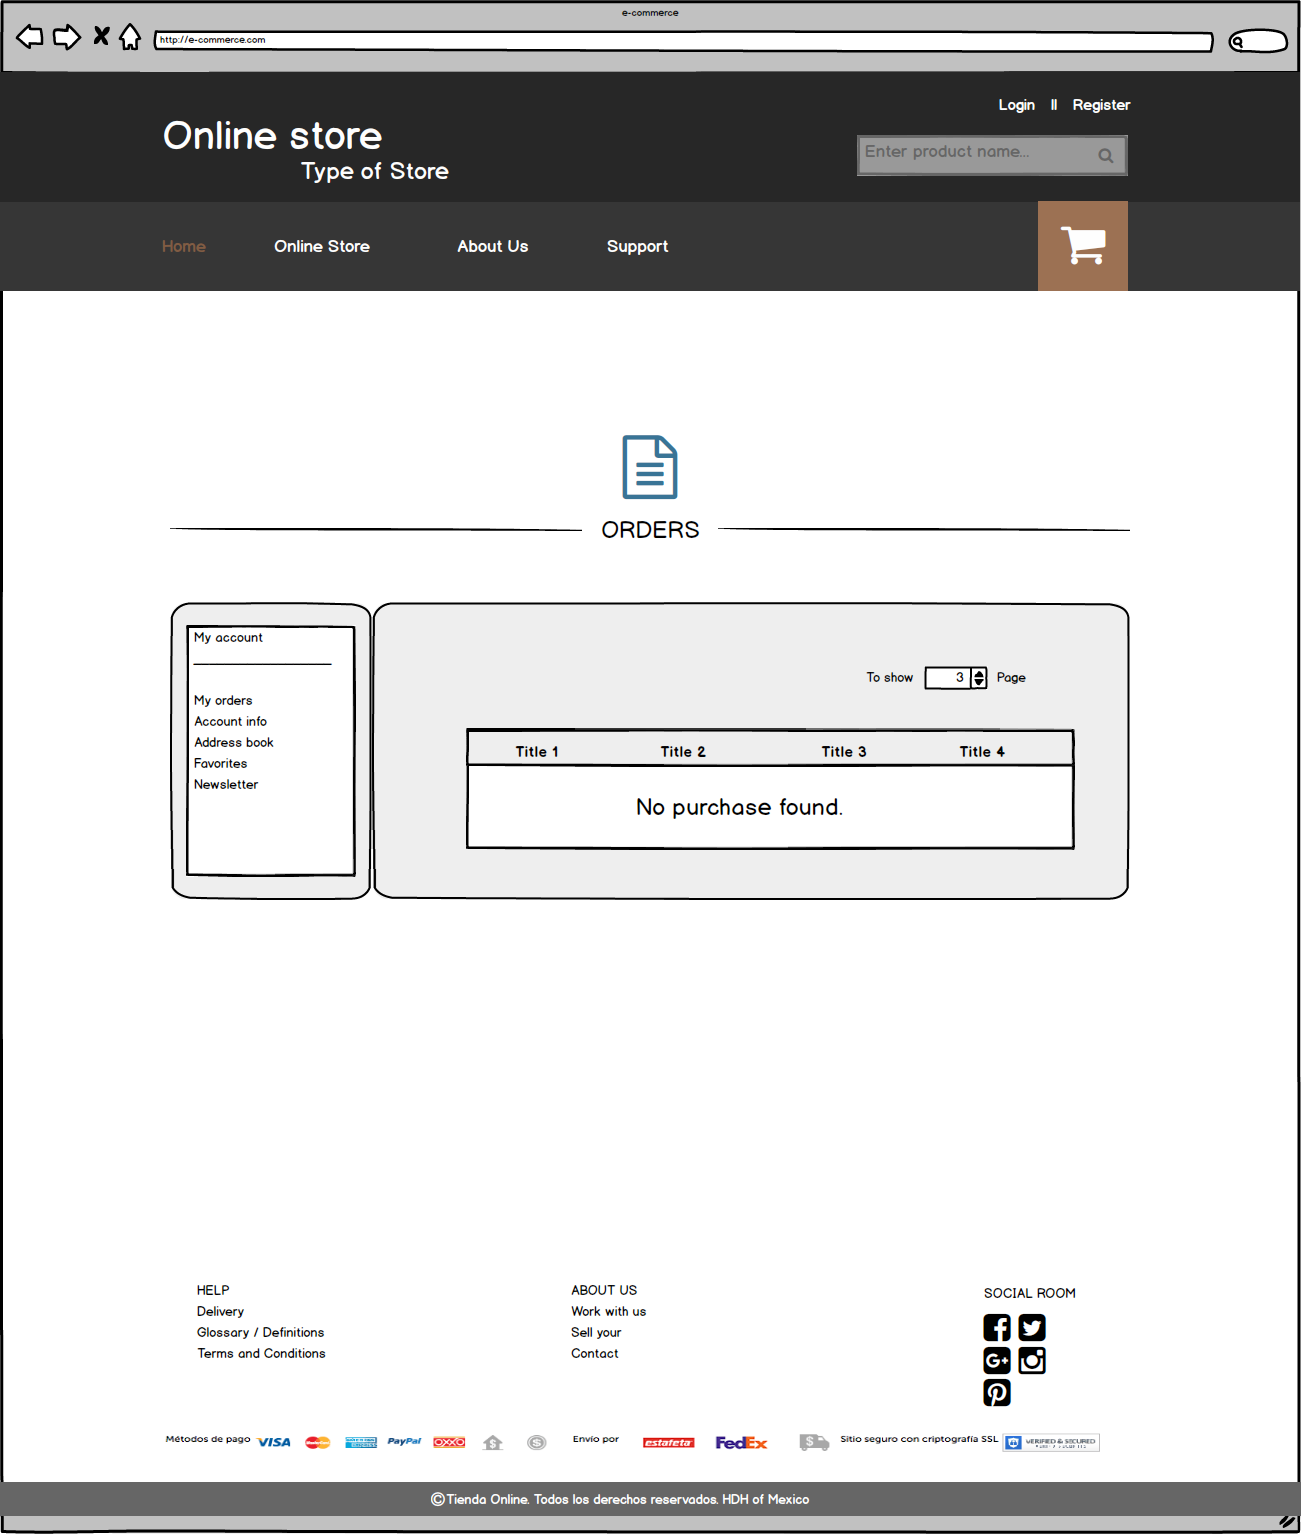 e-commerce
http://e-commerce.com
Login || Register
Online store
Type of Store
Enter product name...
Home Online Store About Us Support
ORDERS
My account
My orders
Account info
Address book
Favorites
Newsletter
To show 3 Page
Title 1 Title 2 Title 3 Title 4
No purchase found.
HELP
Delivery
Glossary / Definitions
Terms and Conditions
ABOUT US
Work with us
Sell your
Contact
SOCIAL ROOM
Métodos de pago VISA PayPal OXXO Envío por estafeta FedEx Sitio seguro con criptografía SSL VERIFIED & SECURED
©Tienda Online. Todos los derechos reservados. HDH of Mexico